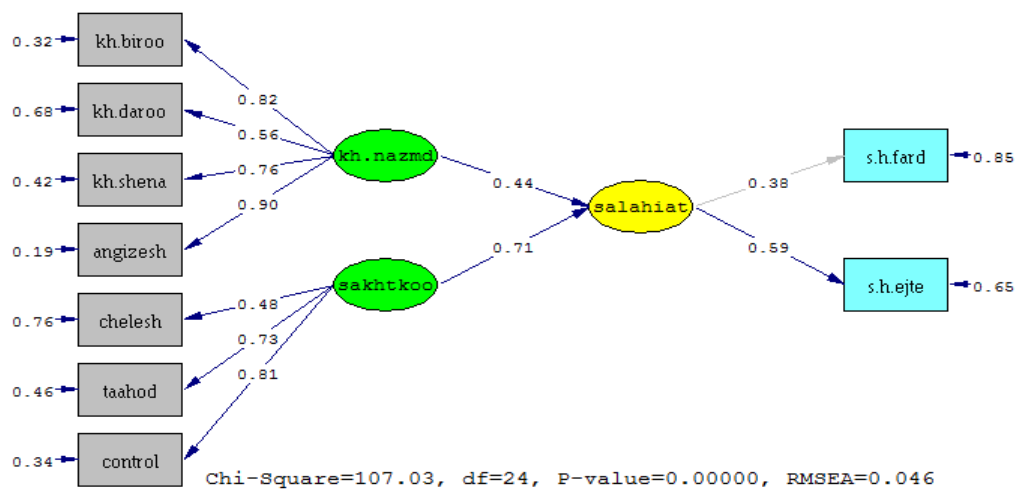 0.32
kh.biroo
0.82
0.68
kh.daroo
0.56
0.42
kh.shena
0.76
0.19
angizesh
0.90
kh.nazmd
0.44
0.76
chelesh
0.48
0.46
taahod
0.73
0.34
control
0.81
sakhtkoo
0.71
salahiat
0.38
s.h.fard
0.85
0.59
s.h.ejte
0.65
Chi-Square=107.03, df=24, P-value=0.00000, RMSEA=0.046